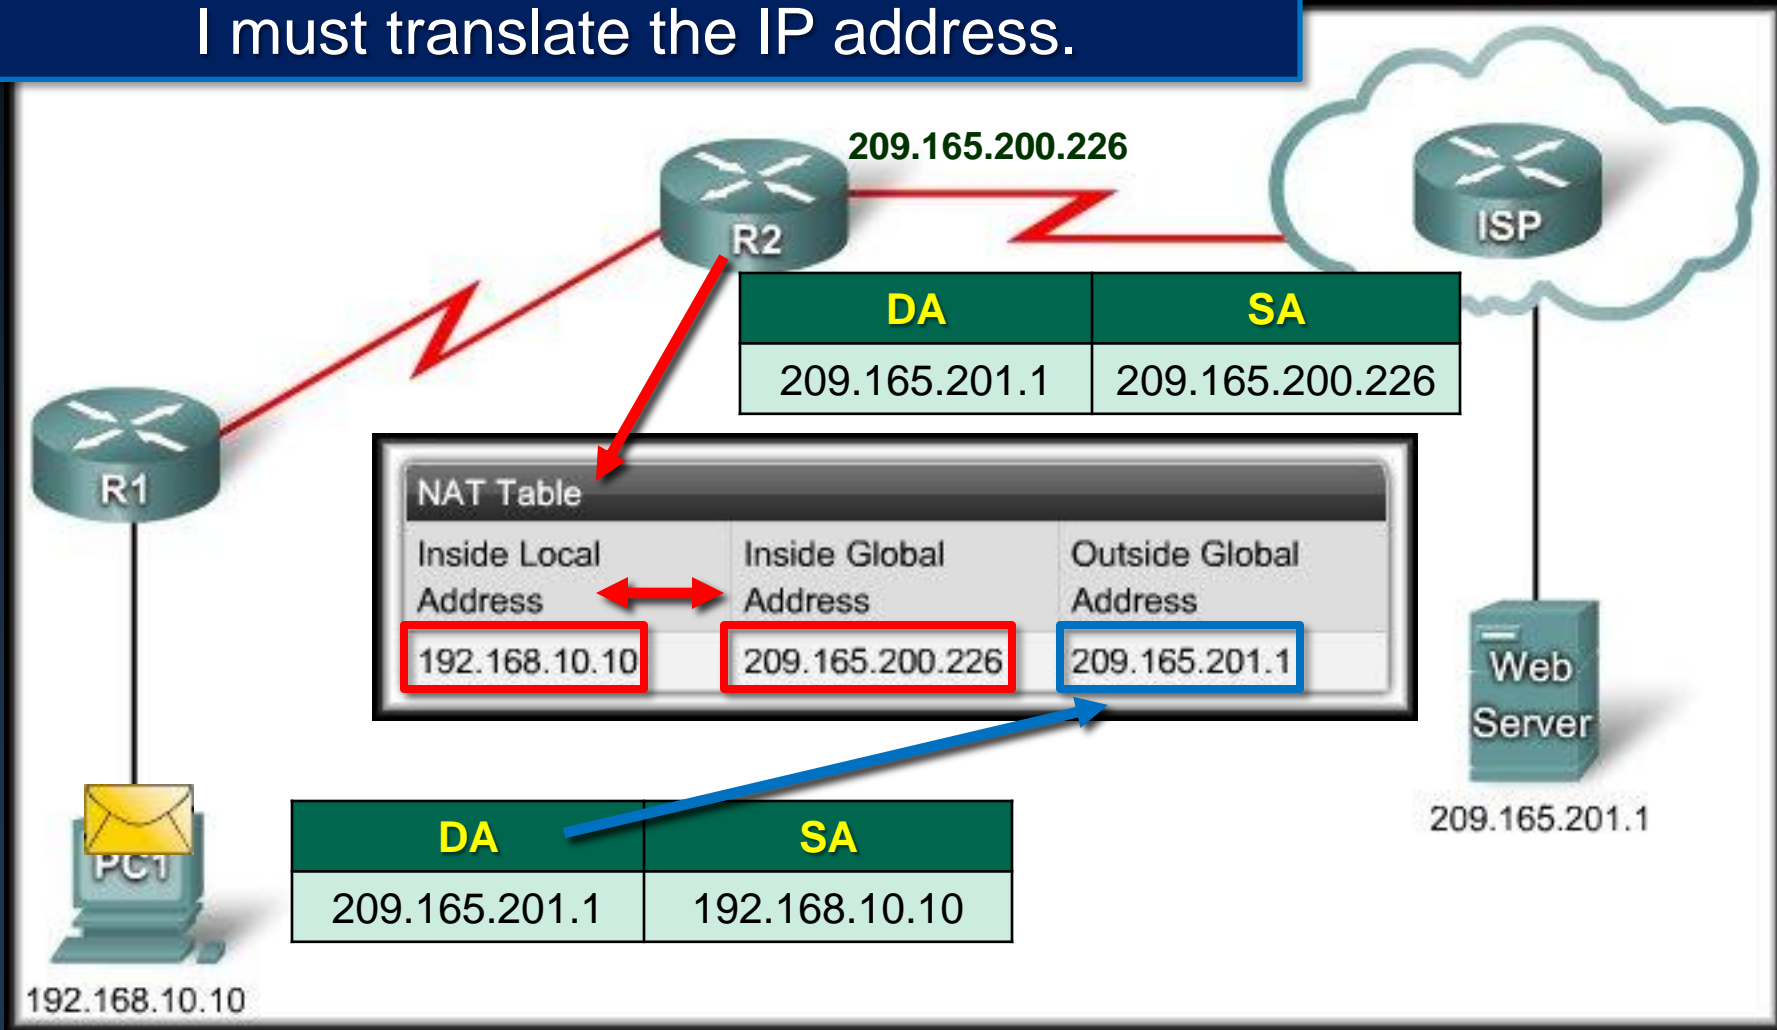 I must translate the IP address.
209.165.200.226
R2
ISP
DA SA
209.165.201.1 209.165.200.226
R1
NAT Table
Inside Local Address Inside Global Address Outside Global Address
192.168.10.10 209.165.200.226 209.165.201.1
Web
Server
209.165.201.1
PC1
DA SA
209.165.201.1 192.168.10.10
192.168.10.10